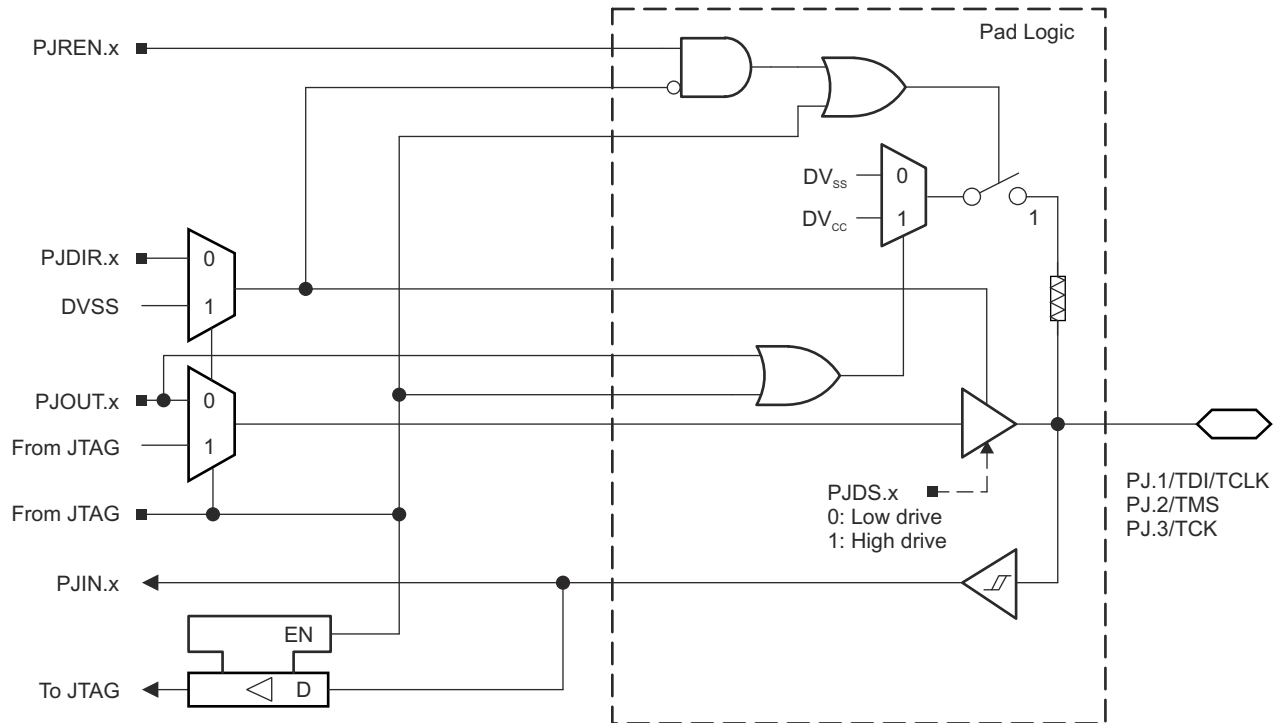 Pad Logic
PJREN.x
DVSS
0
DVCC
1
1
PJDIR.x
0
DVSS
1
PJOUT.x
0
From JTAG
1
PJDS.x
0: Low drive
1: High drive
PJ.1/TDI/TCLK
PJ.2/TMS
PJ.3/TCK
From JTAG
PJIN.x
EN
To JTAG
D